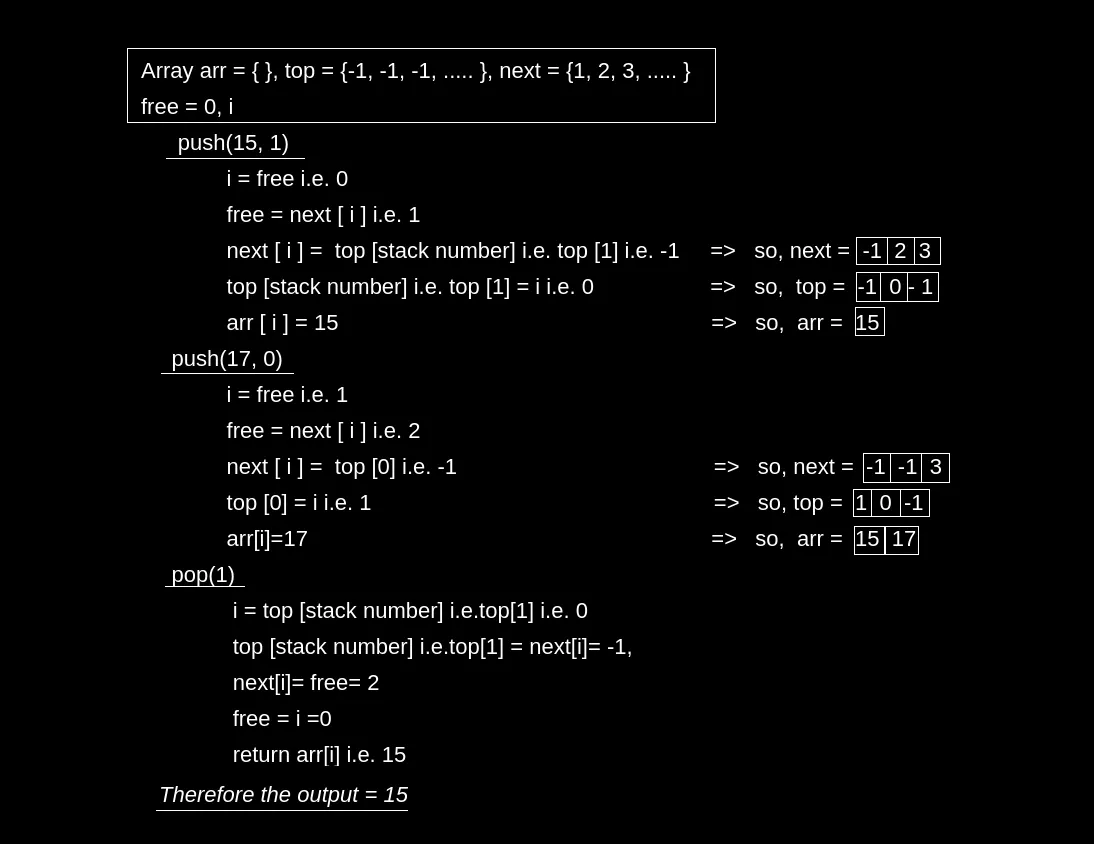 Array arr = { }, top = {-1, -1, -1, ..... }, next = {1, 2, 3, ..... }
free = 0, i
push(15, 1)
i = free i.e. 0
free = next [ i ] i.e. 1
next [ i ] = top [stack number] i.e. top [1] i.e. -1 => so, next = -1 2 3
top [stack number] i.e. top [1] = i i.e. 0 => so, top = -1 0 - 1
arr [ i ] = 15 => so, arr = 15
push(17, 0)
i = free i.e. 1
free = next [ i ] i.e. 2
next [ i ] = top [0] i.e. -1 => so, next = -1 -1 3
top [0] = i i.e. 1 => so, top = 1 0 -1
arr[i]=17 => so, arr = 15 17
pop(1)
i = top [stack number] i.e.top[1] i.e. 0
top [stack number] i.e.top[1] = next[i]= -1,
next[i]= free= 2
free = i =0
return arr[i] i.e. 15
Therefore the output = 15